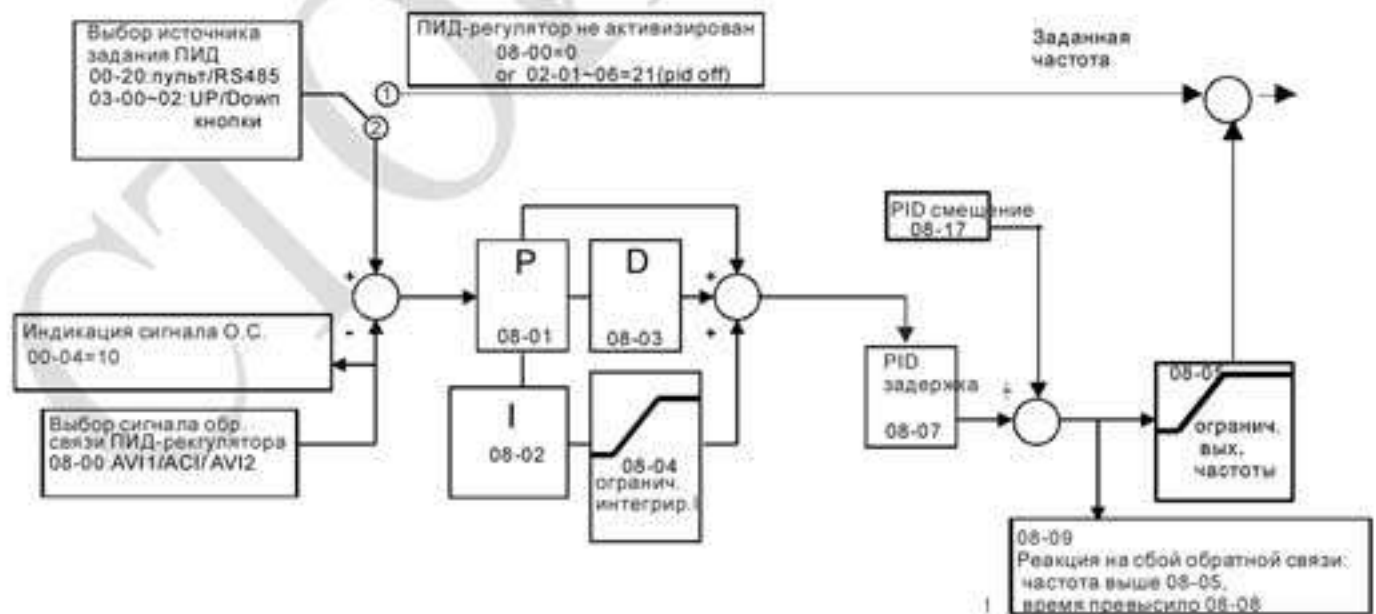 Выбор источника
задания ПИД
00-20:пульт/RS485
03-00~02:UP/Down
кнопки
ПИД-регулятор не активизирован
08-00=0
or 02-01~06=21(pid off)
Заданная
частота
1
2
+
-
Индикация сигнала О.С.
00-04=10
Выбор сигнала обр.
связи ПИД-рекгулятора
08-00:AVI1/ACI/AVI2
P
08-01
D
08-03
I
08-02
08-04
огранич.
интегрир.I
+
+
PID смещение
08-17
PID
задержка
08-07
08-05
огранич.
вых.
частоты
08-09
Реакция на сбой обратной связи:
частота выше 08-05,
время превысило 08-08